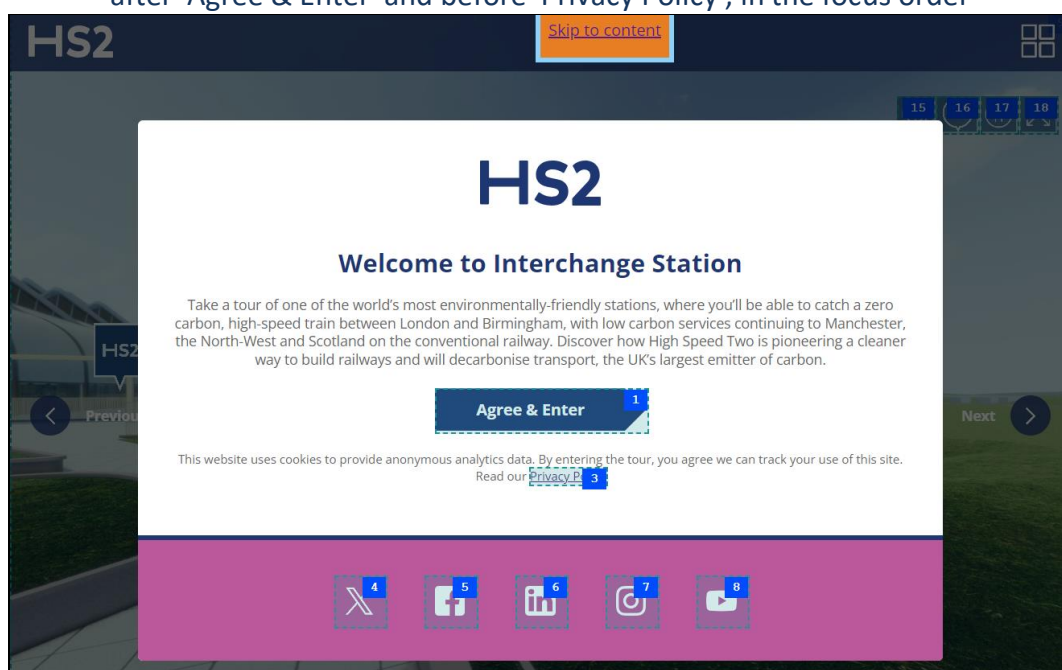 after 'Agree & Enter' and before 'Privacy Policy', in the focus order
HS2
Skip to content
15 16 17 18
HS2
Welcome to Interchange Station
Take a tour of one of the world's most environmentally-friendly stations, where you'll be able to catch a zero
carbon, high-speed train between London and Birmingham, with low carbon services continuing to Manchester,
the North-West and Scotland on the conventional railway. Discover how High Speed Two is pioneering a cleaner
way to build railways and will decarbonise transport, the UK's largest emitter of carbon.
HS2
Agree & Enter 1
Previou
Next
This website uses cookies to provide anonymous analytics data. By entering the tour, you agree we can track your use of this site.
Read our Privacy P 3
4 5 6 7 8